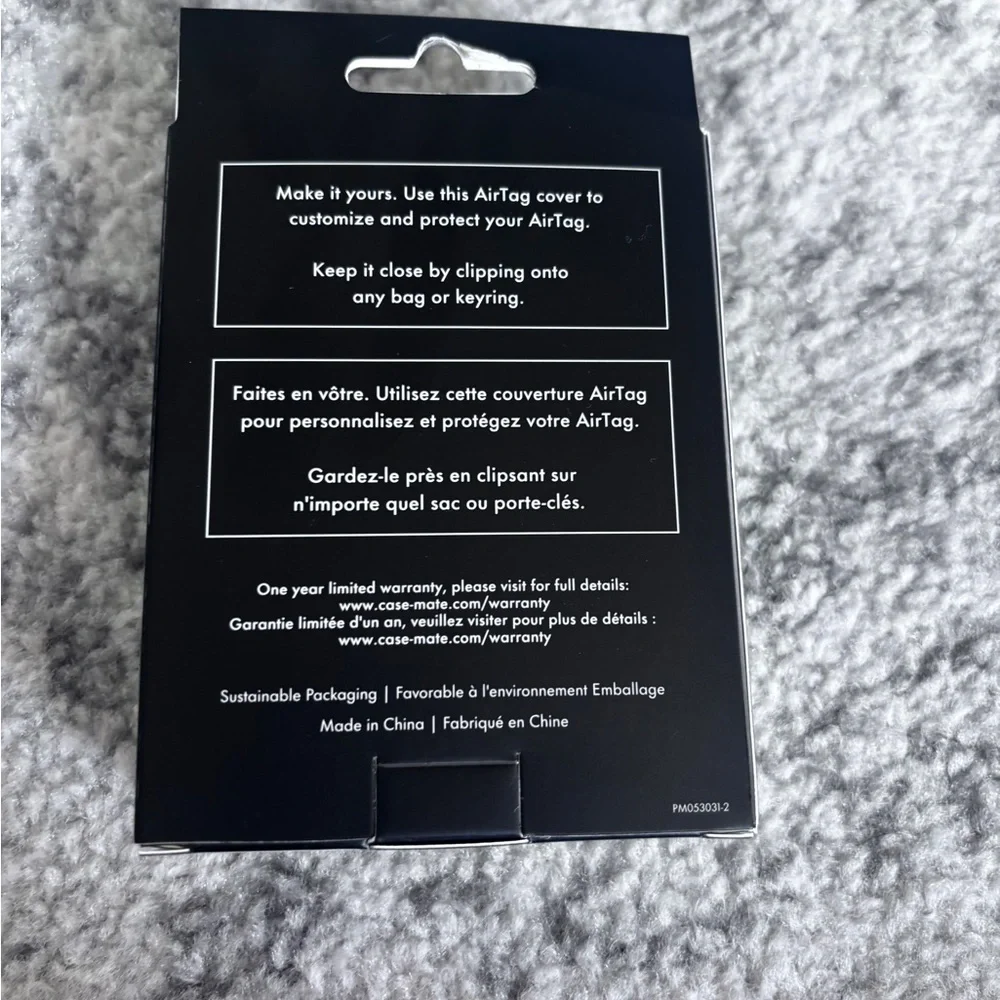 Make it yours. Use this AirTag cover to
customize and protect your AirTag.
Keep it close by clipping onto
any bag or keyring.
Faites en vôtre. Utilisez cette couverture AirTag
pour personnalisez et protégez votre AirTag.
Gardez-le près en clipsant sur
n'importe quel sac ou porte-clés.
One year limited warranty, please visit for full details:
www.case-mate.com/warranty
Garantie limitée d'un an, veuillez visiter pour plus de détails :
www.case-mate.com/warranty
Sustainable Packaging | Favorable à l'environnement Emballage
Made in China | Fabriqué en Chine
PM053031-2